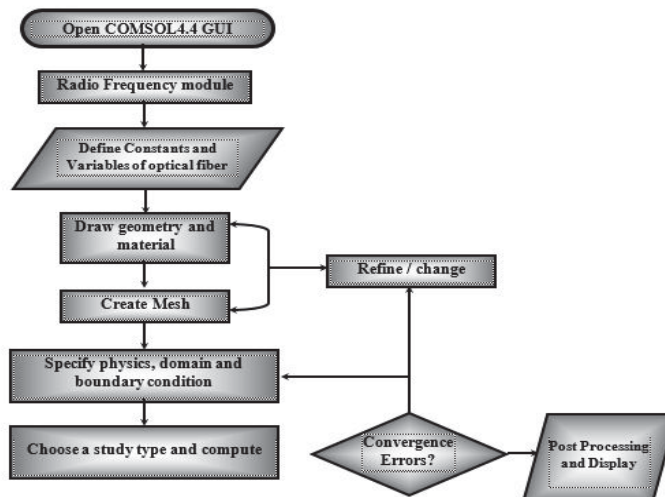 Open COMSOL4.4 GUI
Radio Frequency module
Define Constants and
Variables of optical fiber
Draw geometry and
material
Refine / change
Create Mesh
Specify physics, domain and
boundary condition
Choose a study type and compute
Convergence
Errors?
Post Processing
and Display